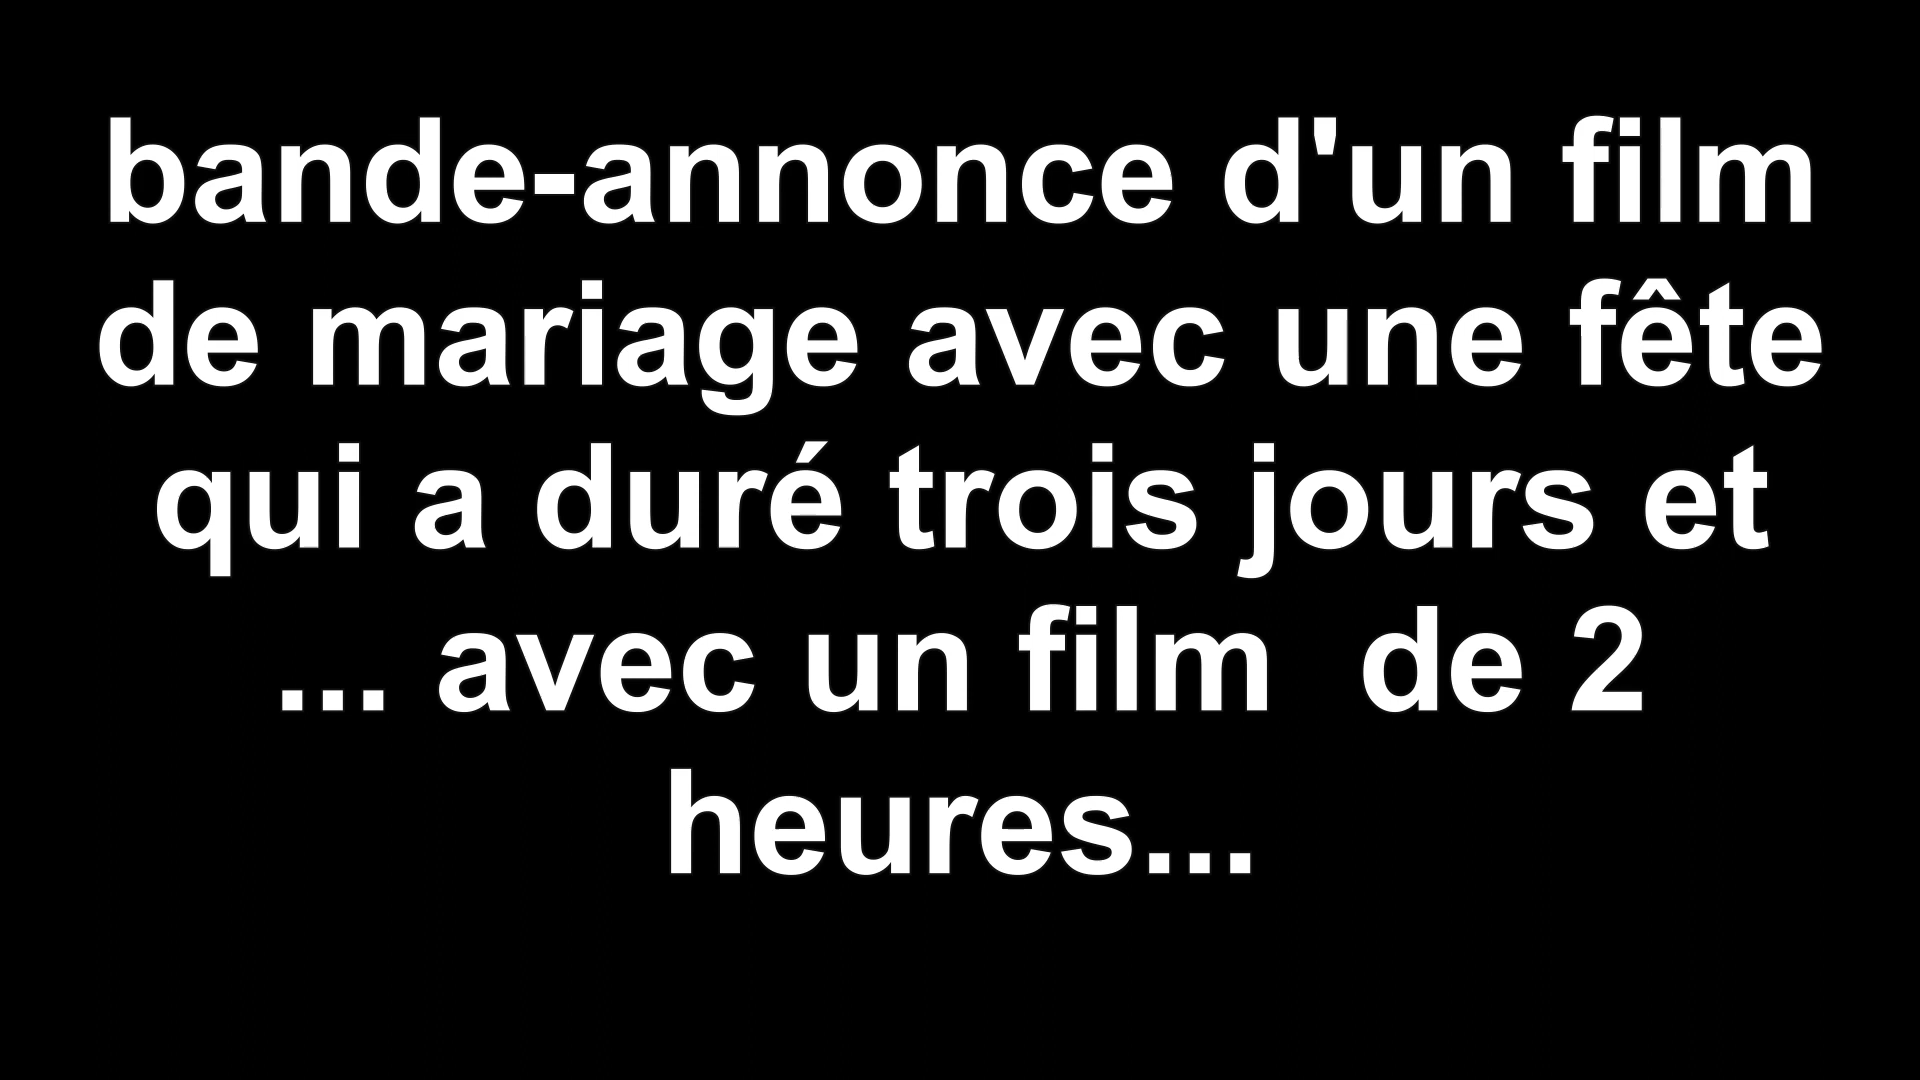 bande-annonce d'un film
de mariage avec une fête
qui a duré trois jours et
... avec un film  de 2
heures...